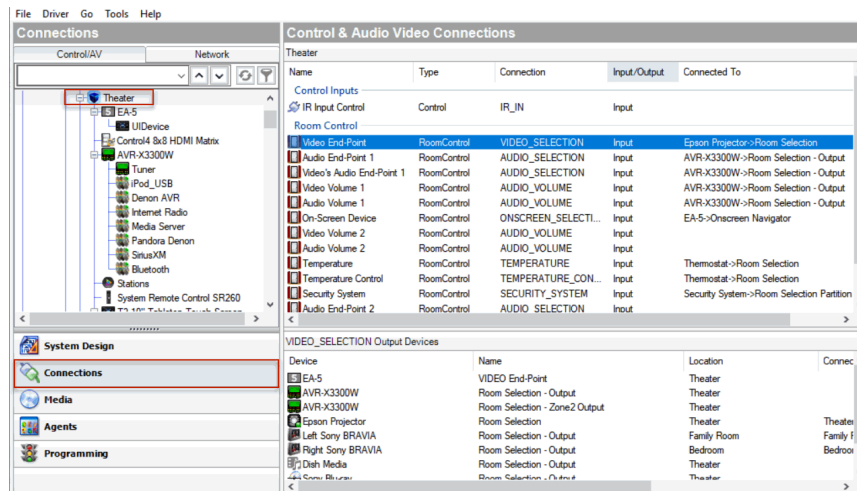 File Driver Go Tools Help
Connections
Control/AV Network
Theater
EA-5
UIDevice
Control4 8x8 HDMI Matrix
AVR-X3300W
Tuner
iPod_USB
Denon AVR
Internet Radio
Media Server
Pandora Denon
SiriusXM
Bluetooth
Stations
System Remote Control SR260
System Design
Connections
Media
Agents
Programming
Control & Audio Video Connections
Theater
Name Type Connection Input/Output Connected To
Control Inputs
IR Input Control Control IR_IN Input
Room Control
Video End-Point RoomControl VIDEO_SELECTION Input Epson Projector->Room Selection
Audio End-Point 1 RoomControl AUDIO_SELECTION Input AVR-X3300W->Room Selection - Output
Video's Audio End-Point 1 RoomControl AUDIO_SELECTION Input AVR-X3300W->Room Selection - Output
Video Volume 1 RoomControl AUDIO_VOLUME Input AVR-X3300W->Room Selection - Output
Audio Volume 1 RoomControl AUDIO_VOLUME Input AVR-X3300W->Room Selection - Output
On-Screen Device RoomControl ONSCREEN_SELECTI... Input EA-5->Onscreen Navigator
Video Volume 2 RoomControl AUDIO_VOLUME Input
Audio Volume 2 RoomControl AUDIO_VOLUME Input
Temperature RoomControl TEMPERATURE Input Thermostat->Room Selection
Temperature Control RoomControl TEMPERATURE_CON... Input Thermostat->Room Selection
Security System RoomControl SECURITY_SYSTEM Input Security System->Room Selection Partition
Audio End-Point 2 RoomControl AUDIO_SELECTION Input
VIDEO_SELECTION Output Devices
Device Name Location Connec
EA-5 VIDEO End-Point Theater
AVR-X3300W Room Selection - Output Theater
AVR-X3300W Room Selection - Zone2 Output Theater
Epson Projector Room Selection Theater Theater
Left Sony BRAVIA Room Selection - Output Family Room Family
Right Sony BRAVIA Room Selection - Output Bedroom Bedroo
Dish Media Room Selection - Output Theater
Sony Blu-ray Room Selection - Output Theater